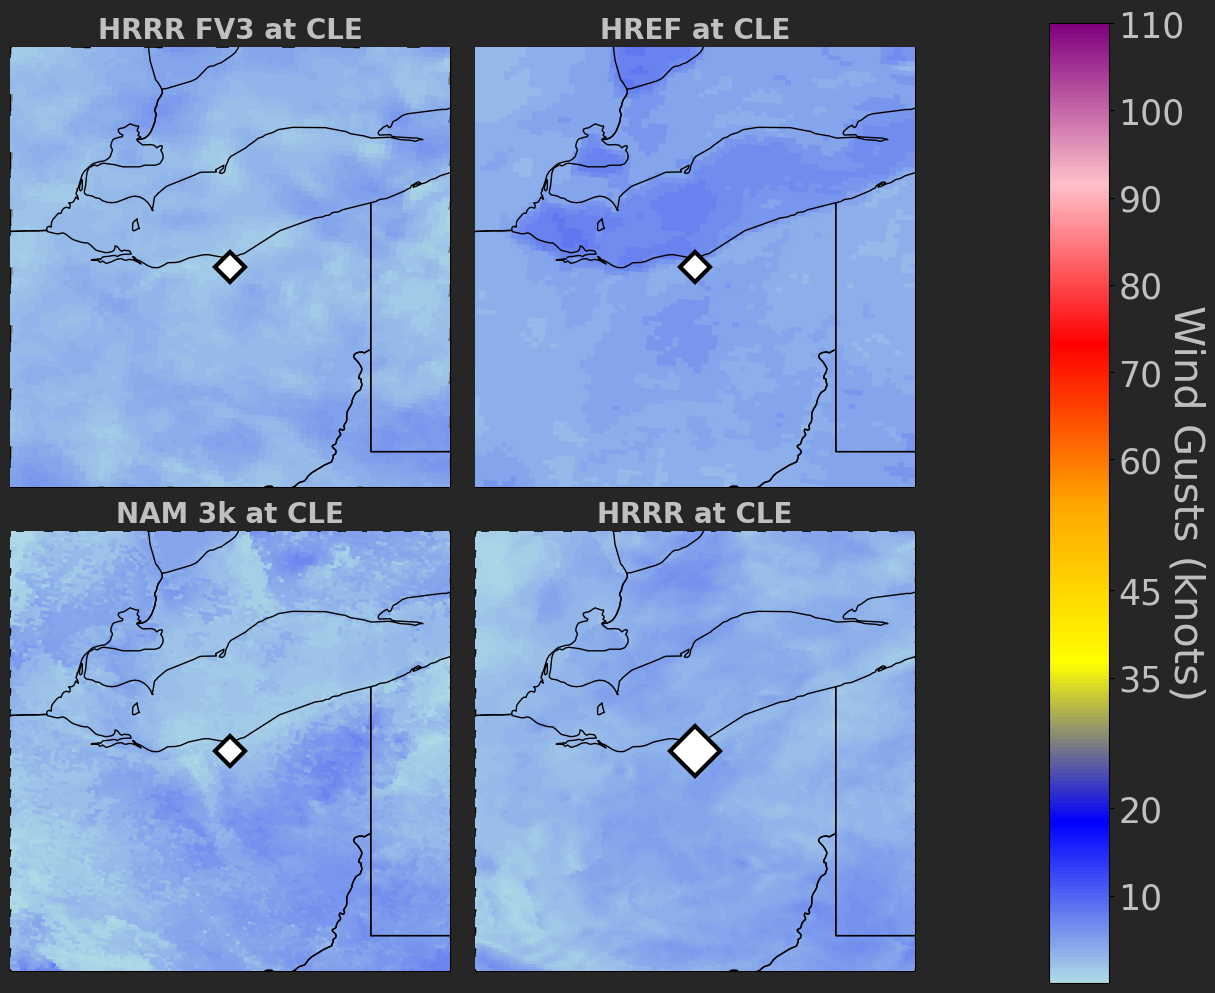 HRRR FV3 at CLE
HREF at CLE
NAM 3k at CLE
HRRR at CLE
110
100
90
80
70
60
45
35
20
10
Wind Gusts (knots)